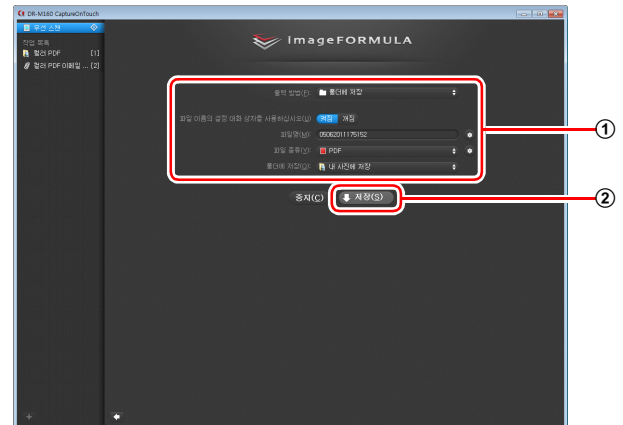 DR-M160 CaptureOnTouch
우선 스캔
작업 목록
컬러 PDF [1]
컬러 PDF 이메일 ... [2]
imageFORMULA
출력 방법(F): 폴더에 저장
파일 이름의 설정 대화 상자를 사용하십시오(U) 켜짐 꺼짐
파일명(M): 05062011175152
파일 종류(Y): PDF
폴더에 저장(O): 내 사진에 저장
중지(C) 저장(S)
①
②